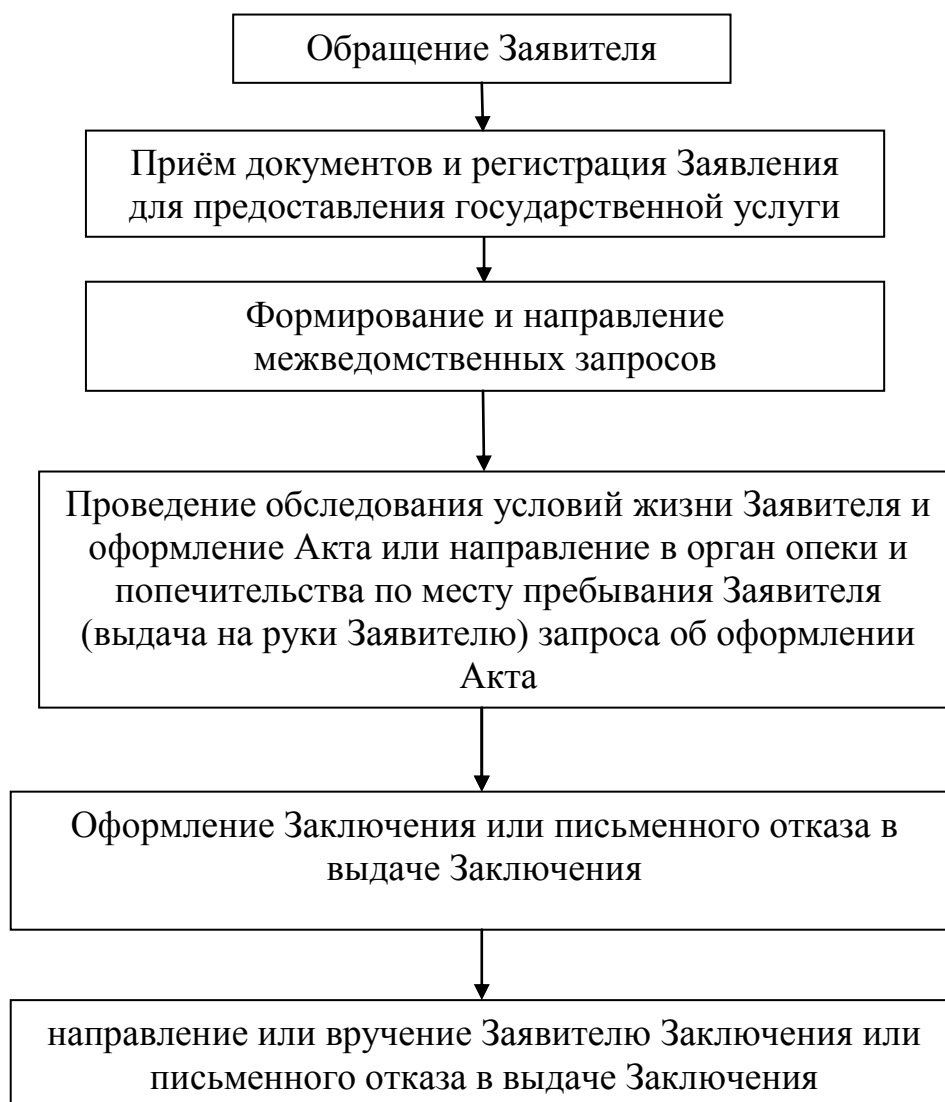 Обращение Заявителя
Приём документов и регистрация Заявления
для предоставления государственной услуги
Формирование и направление
межведомственных запросов
Проведение обследования условий жизни Заявителя и
оформление Акта или направление в орган опеки и
попечительства по месту пребывания Заявителя
(выдача на руки Заявителю) запроса об оформлении
Акта
Оформление Заключения или письменного отказа в
выдаче Заключения
направление или вручение Заявителю Заключения или
письменного отказа в выдаче Заключения